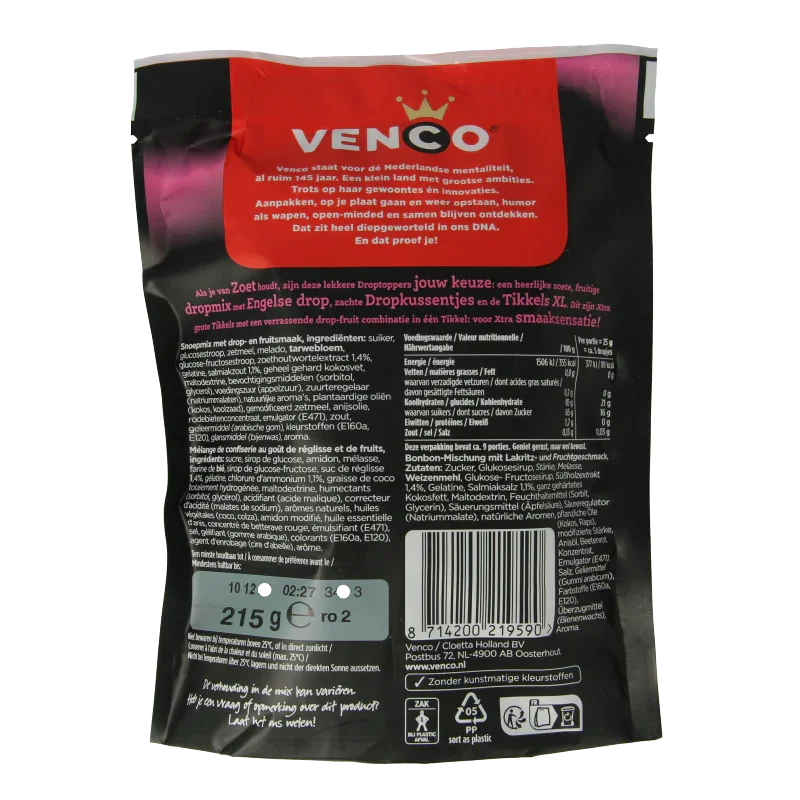 VENCO®
Venco staat voor dé Nederlandse mentaliteit,
al ruim 145 jaar. Een klein land met grootse ambities.
Trots op haar gewoontes én innovaties.
Aanpakken, op je plaat gaan en weer opstaan, humor
als wapen, open-minded en samen blijven ontdekken.
Dat zit heel diepgeworteld in ons DNA.
En dat proef je!
Als je van Zoet houdt, zijn deze lekkere Droptoppers jouw keuze: een heerlijke zoete, fruitige
dropmix met Engelse drop, zachte Dropkussentjes en de Tikkels XL. Dit zijn Xtra
grote Tikkels met een verrassende drop-fruit combinatie in één Tikkel: voor Xtra smaaksensatie!
Snoepmix met drop- en fruitsmaak, ingrediënten: suiker,
glucosestroop, zetmeel, melado, tarwebloem,
glucose-fructosestroop, zoethoutwortelextract 1,4%,
gelatine, salmiakzout 1,1%, geheel gehard kokosvet,
maltodextrine, bevochtigingsmiddelen (sorbitol,
glycerol), voedingszuur (appelzuur), zuurteregelaar
(natriummalaten), natuurlijke aroma's, plantaardige oliën
(kokos, koolzaad), gemodificeerd zetmeel, anijsolie,
rodebietenconcentraat, emulgator (E471), zout,
geleermiddel (arabische gom), kleurstoffen (E160a,
E120), glansmiddel (bijenwas), aroma.
Mélange de confiserie au goût de réglisse et de fruits,
ingrédients: sucre, sirop de glucose, amidon, mélasse,
farine de blé, sirop de glucose-fructose, suc de réglisse
1,4%, gélatine, chlorure d'ammonium 1,1%, graisse de coco
totalement hydrogénée, maltodextrine, humectants
(sorbitol, glycérol), acidifiant (acide malique), correcteur
d'acidité (malates de sodium), arômes naturels, huiles
végétales (coco, colza), amidon modifié, huile essentielle
d'anis, concentré de betterave rouge, émulsifiant (E471),
sel, gélifiant (gomme arabique), colorants (E160a, E120),
agent d'enrobage (cire d'abeille), arôme.
Ten minste houdbaar tot / À consommer de préférence avant le /
Mindestens haltbar bis
10 12 02:27 34 3
215 g e ro 2
Niet bewaren bij temperaturen boven 25°C, of in direct zonlicht /
Conserver à l'abri de la chaleur et du soleil (max. 25°C) /
Nicht bei Temperaturen über 25°C lagern und nicht der direkten Sonne aussetzen.
De verhouding in de mix kan variëren.
Heb je een vraag of opmerking over dit product?
Laat het ons weten!
Voedingswaarde / Valeur nutritionnelle / Per portie = 25 g
Nährwertangabe / 100 g = ca. 5 dropjes
Energie / énergie 1506 kJ / 355 kcal 377 kJ / 89 kcal
Vetten / matières grasses / Fett 0,1 g 0 g
waarvan verzadigde vetzuren / dont acides gras saturés /
davon gesättigte Fettsäuren 0,1 g 0 g
Koolhydraten / glucides / Kohlenhydrate 85 g 21 g
waarvan suikers / dont sucres / davon Zucker 65 g 16 g
Eiwitten / protéines / Eiweiß 1,7 g 0 g
Zout / sel / Salz 0,13 g 0,03 g
Deze verpakking bevat ca. 9 porties. Geniet gerust, maar wel bewust.
Bonbon-Mischung mit Lakritz- und Fruchtgeschmack,
Zutaten: Zucker, Glukosesirup, Stärke, Melasse,
Weizenmehl, Glukose- Fructosesirup, Süßholzextrakt
1,4%, Gelatine, Salmiaksalz 1,1%, ganz gehärtetes
Kokosfett, Maltodextrin, Feuchthaltemittel (Sorbit,
Glycerin), Säuerungsmittel (Äpfelsäure), Säureregulator
(Natriummalate), natürliche Aromen, pflanzliche Öle
(Kokos, Raps),
modifizierte Stärke,
Anisöl, Beetenrot
Konzentrat,
Emulgator (E471)
Salz, Geliermittel
(Gummi arabicum),
Farbstoffe (E160a,
E120),
Überzugmittel
(Bienenwachs),
Aroma.
8 714200 219590
Venco / Cloetta Holland BV
Postbus 72, NL-4900 AB Oosterhout
www.venco.nl
✓ Zonder kunstmatige kleurstoffen
ZAK
BIJ PLASTIC
AFVAL
05
PP
sort as plastic
FR